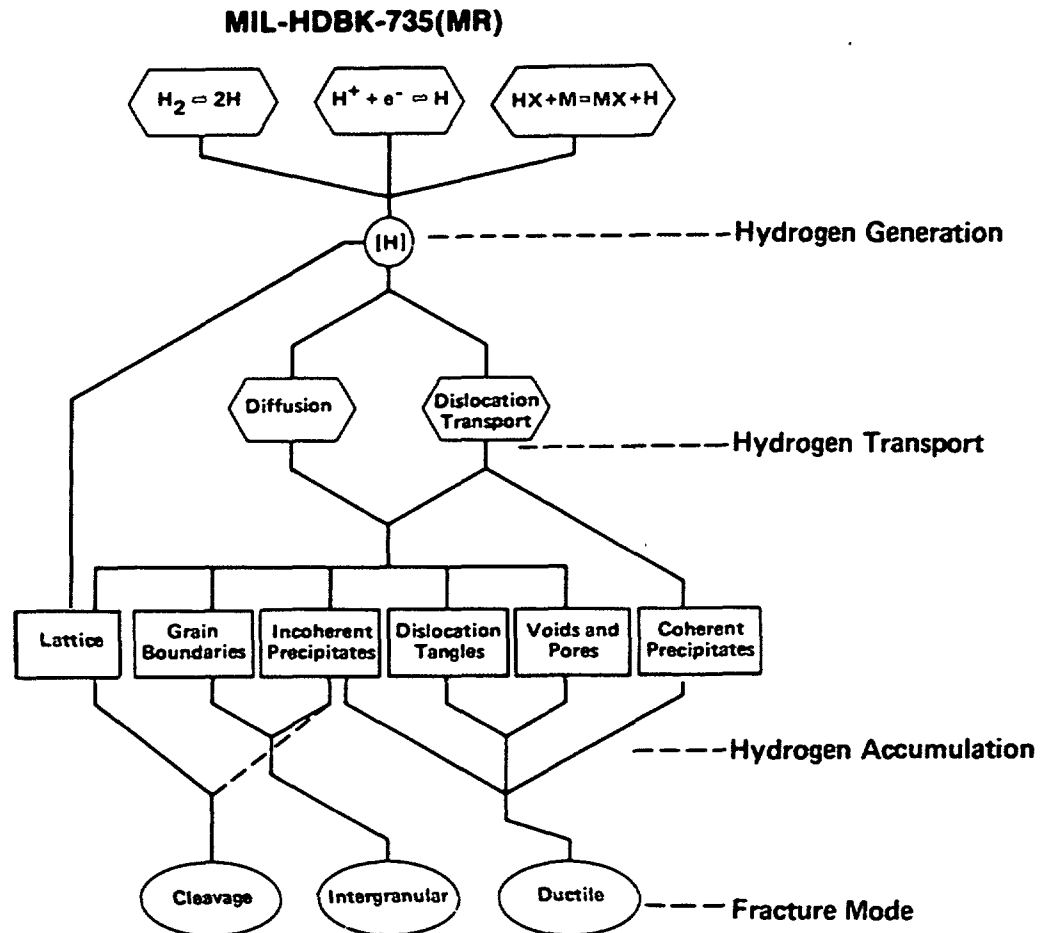 MIL-HDBK-735(MR)
H2 ⇌ 2H
H+ + e- ⇌ H
HX+M=MX+H
[H]
Hydrogen Generation
Diffusion
Dislocation
Transport
Hydrogen Transport
Lattice
Grain
Boundaries
Incoherent
Precipitates
Dislocation
Tangles
Voids and
Pores
Coherent
Precipitates
Hydrogen Accumulation
Cleavage
Intergranular
Ductile
Fracture Mode